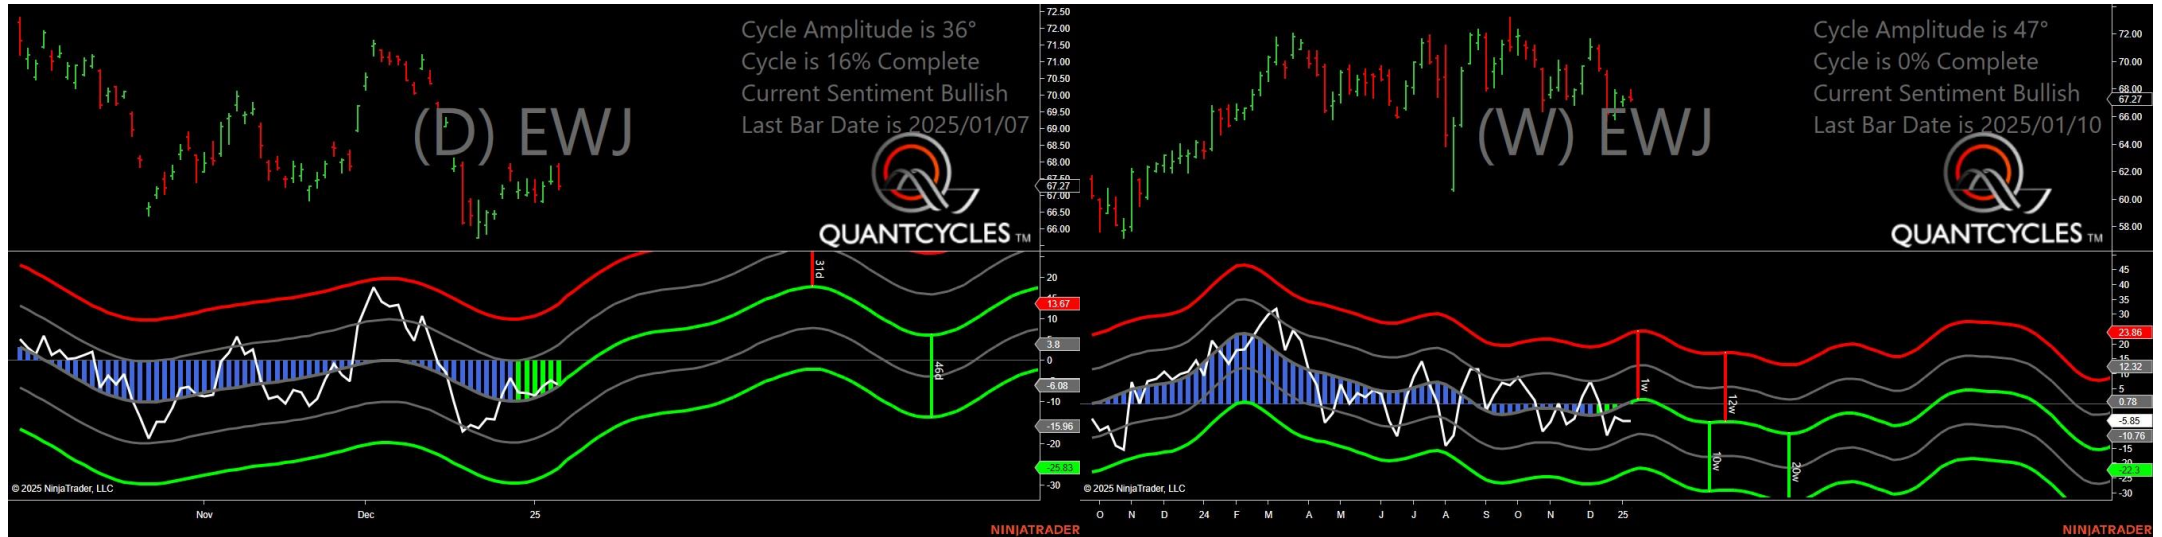 Cycle Amplitude is 36°
Cycle is 16% Complete
Current Sentiment Bullish
Last Bar Date is 2025/01/07
(D) EWJ
QUANTCYCLES TM
72.50
72.00
71.50
71.00
70.50
70.00
69.50
69.00
68.50
68.00
67.50
67.27
67.00
66.50
66.00
31d
46d
20
13.67
10
3.8
0
-6.08
-10
-15.96
-20
-25.83
-30
© 2025 NinjaTrader, LLC
Nov
Dec
25
NINJATRADER
Cycle Amplitude is 47°
Cycle is 0% Complete
Current Sentiment Bullish
Last Bar Date is 2025/01/10
(W) EWJ
QUANTCYCLES TM
72.00
70.00
68.00
67.27
66.00
64.00
62.00
60.00
58.00
1w
12w
10w
20w
45
40
35
30
23.86
20
12.32
10
5
0.78
-5.85
-10.76
-15
-22.3
-25
-30
© 2025 NinjaTrader, LLC
O N D 24 F M A M J J A S O N D 25
NINJATRADER